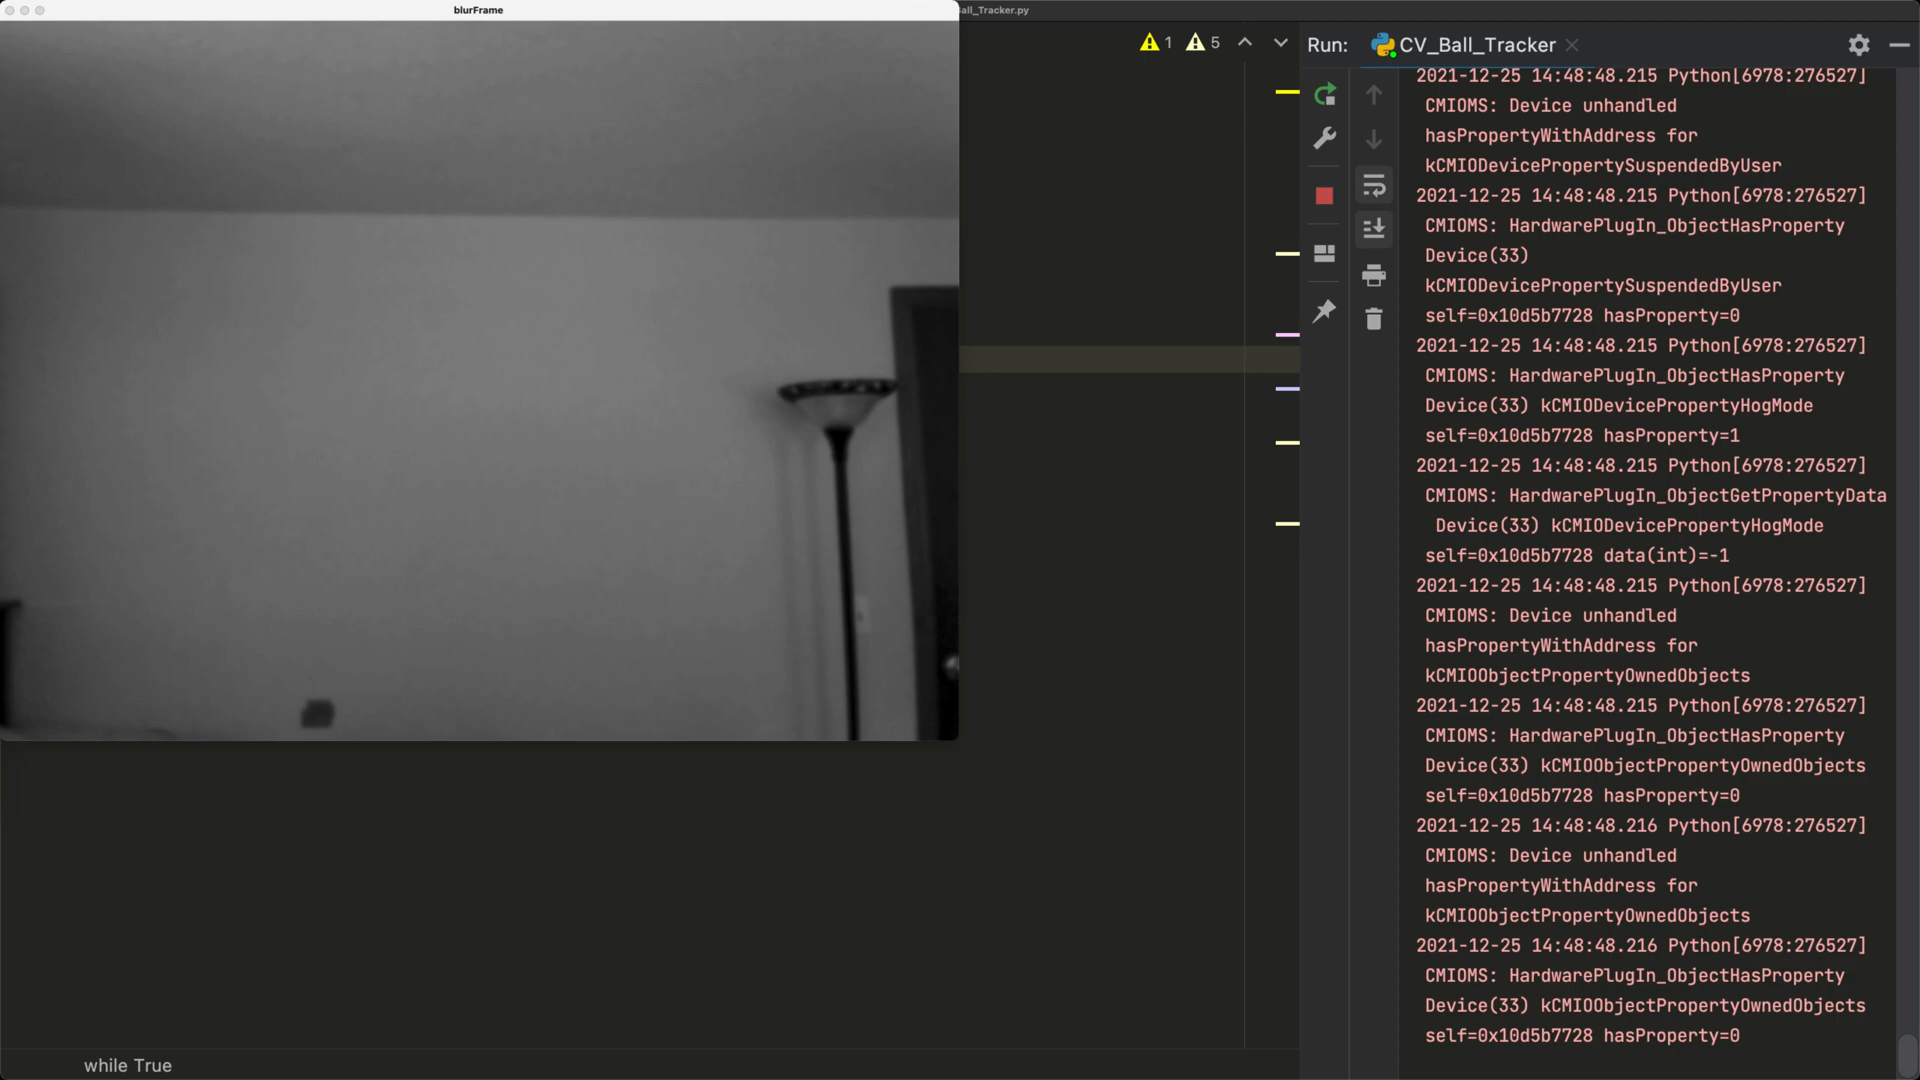 blurFrame
Ball_Tracker.py
1 5
Run: CV_Ball_Tracker
2021-12-25 14:48:48.215 Python[6978:276527]
CMIOMS: Device unhandled
hasPropertyWithAddress for
kCMIODevicePropertySuspendedByUser
2021-12-25 14:48:48.215 Python[6978:276527]
CMIOMS: HardwarePlugIn_ObjectHasProperty
Device(33)
kCMIODevicePropertySuspendedByUser
self=0x10d5b7728 hasProperty=0
2021-12-25 14:48:48.215 Python[6978:276527]
CMIOMS: HardwarePlugIn_ObjectHasProperty
Device(33) kCMIODevicePropertyHogMode
self=0x10d5b7728 hasProperty=1
2021-12-25 14:48:48.215 Python[6978:276527]
CMIOMS: HardwarePlugIn_ObjectGetPropertyData
Device(33) kCMIODevicePropertyHogMode
self=0x10d5b7728 data(int)=-1
2021-12-25 14:48:48.215 Python[6978:276527]
CMIOMS: Device unhandled
hasPropertyWithAddress for
kCMIOObjectPropertyOwnedObjects
2021-12-25 14:48:48.215 Python[6978:276527]
CMIOMS: HardwarePlugIn_ObjectHasProperty
Device(33) kCMIOObjectPropertyOwnedObjects
self=0x10d5b7728 hasProperty=0
2021-12-25 14:48:48.216 Python[6978:276527]
CMIOMS: Device unhandled
hasPropertyWithAddress for
kCMIOObjectPropertyOwnedObjects
2021-12-25 14:48:48.216 Python[6978:276527]
CMIOMS: HardwarePlugIn_ObjectHasProperty
Device(33) kCMIOObjectPropertyOwnedObjects
self=0x10d5b7728 hasProperty=0
while True